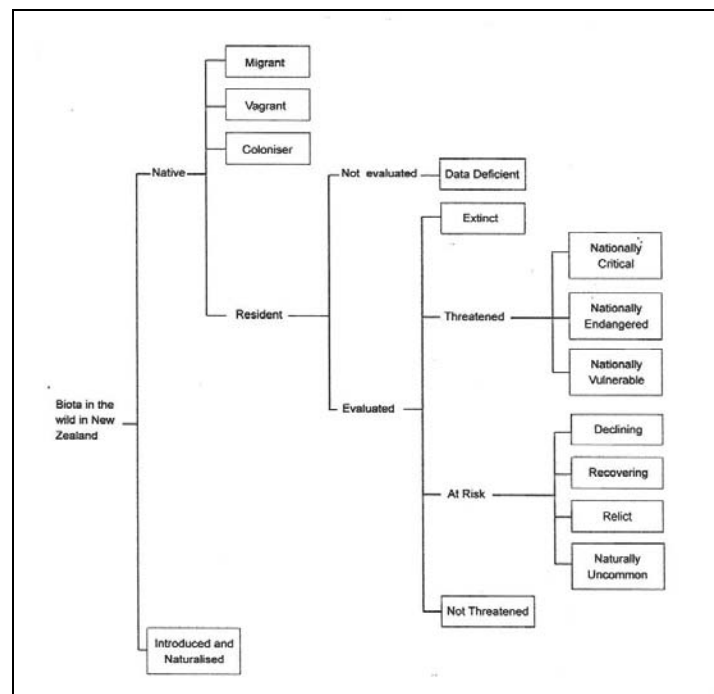 Migrant
Vagrant
Coloniser
Native
Not evaluated
Data Deficient
Extinct
Nationally
Critical
Resident
Threatened
Nationally
Endangered
Nationally
Vulnerable
Biota in the
wild in New
Zealand
Evaluated
Declining
Recovering
At Risk
Relict
Naturally
Uncommon
Not Threatened
Introduced and
Naturalised